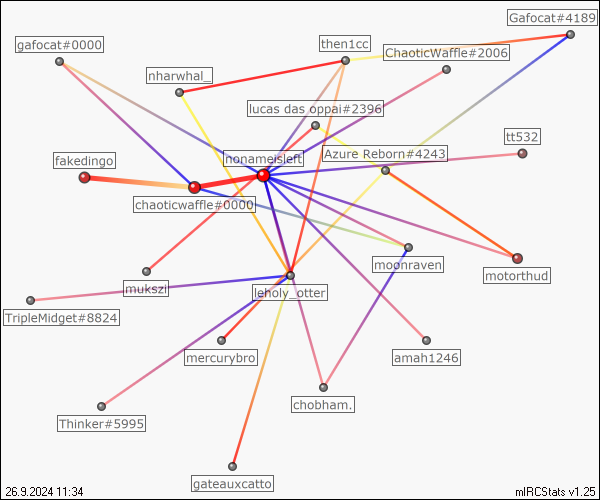 Gafocat#4189
gafocat#0000
then1cc
ChaoticWaffle#2006
nharwhal_
lucas das oppai#2396
tt532
fakedingo
nonameisleft
Azure Reborn#4243
chaoticwaffle#0000
moonraven
motorthud
mukszi
leholy_otter
TripleMidget#8824
mercurybro
amah1246
chobham.
Thinker#5995
gateauxcatto
26.9.2024 11:34
mIRCStats v1.25